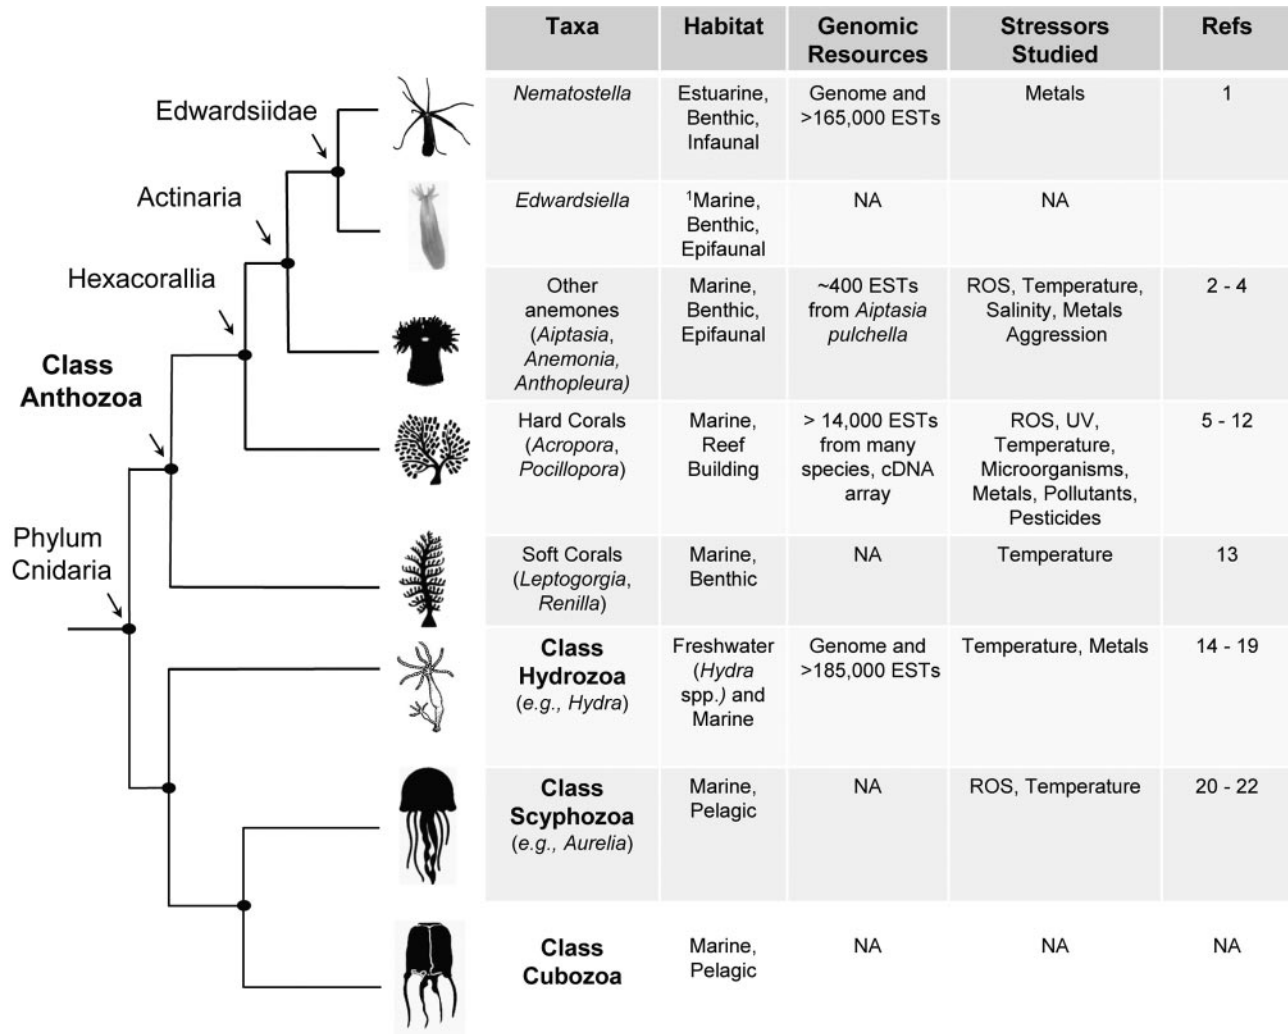 Taxa
Habitat
Genomic
Resources
Stressors
Studied
Refs
Edwardsiidae
Actinaria
Hexacorallia
Class
Anthozoa
Phylum
Cnidaria
Nematostella
Estuarine,
Benthic,
Infaunal
Genome and
>165,000 ESTs
Metals
1
Edwardsiella
¹Marine,
Benthic,
Epifaunal
NA
NA
Other
anemones
(Aiptasia,
Anemonia,
Anthopleura)
Marine,
Benthic,
Epifaunal
~400 ESTs
from Aiptasia
pulchella
ROS, Temperature,
Salinity, Metals
Aggression
2 - 4
Hard Corals
(Acropora,
Pocillopora)
Marine,
Reef
Building
> 14,000 ESTs
from many
species, cDNA
array
ROS, UV,
Temperature,
Microorganisms,
Metals, Pollutants,
Pesticides
5 - 12
Soft Corals
(Leptogorgia,
Renilla)
Marine,
Benthic
NA
Temperature
13
Class
Hydrozoa
(e.g., Hydra)
Freshwater
(Hydra
spp.) and
Marine
Genome and
>185,000 ESTs
Temperature, Metals
14 - 19
Class
Scyphozoa
(e.g., Aurelia)
Marine,
Pelagic
NA
ROS, Temperature
20 - 22
Class
Cubozoa
Marine,
Pelagic
NA
NA
NA